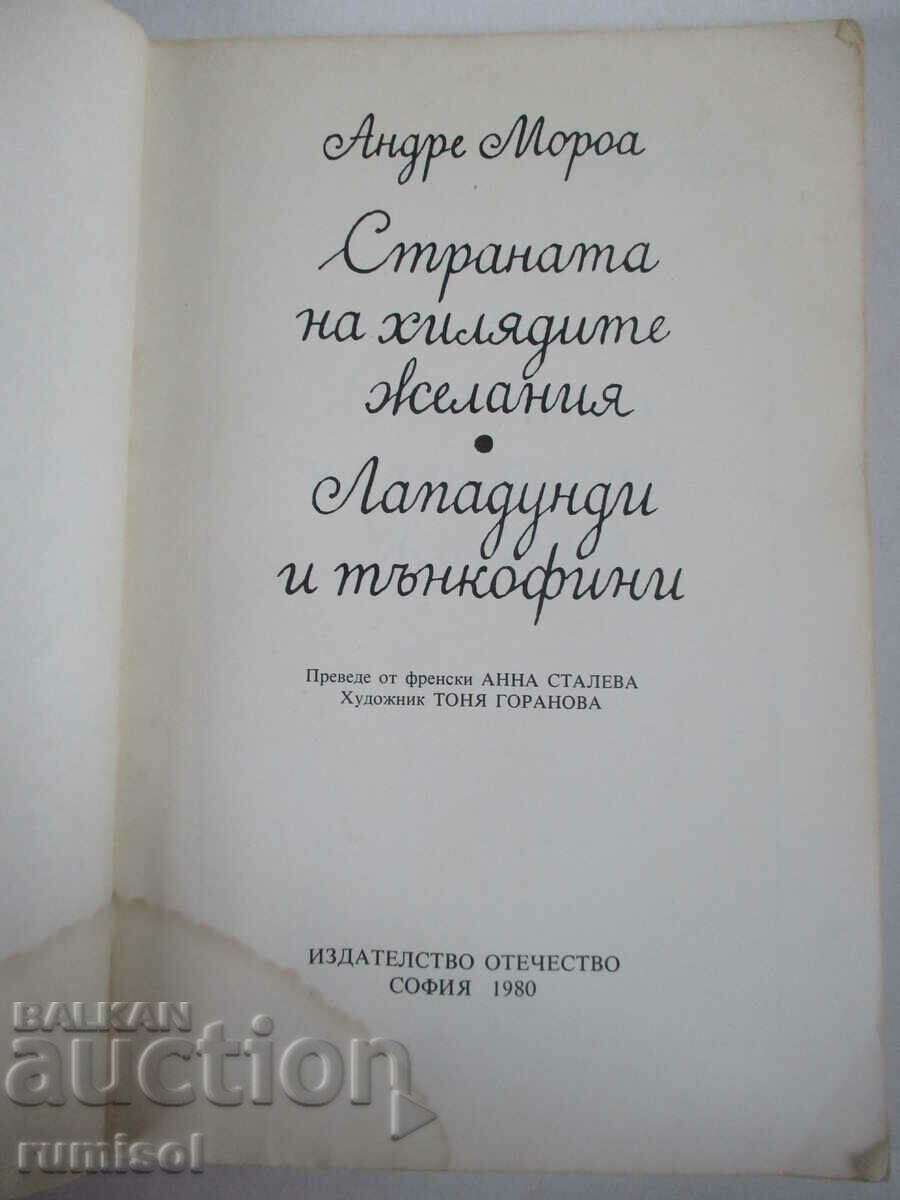 Андре Мороа
Страната
на хилядите
желания
•
Лападунди
и тънкофини
Преведе от френски АННА СТАЛЕВА
Художник ТОНЯ ГОРАНОВА
ИЗДАТЕЛСТВО ОТЕЧЕСТВО
СОФИЯ 1980
BALKAN
auction
rumisol